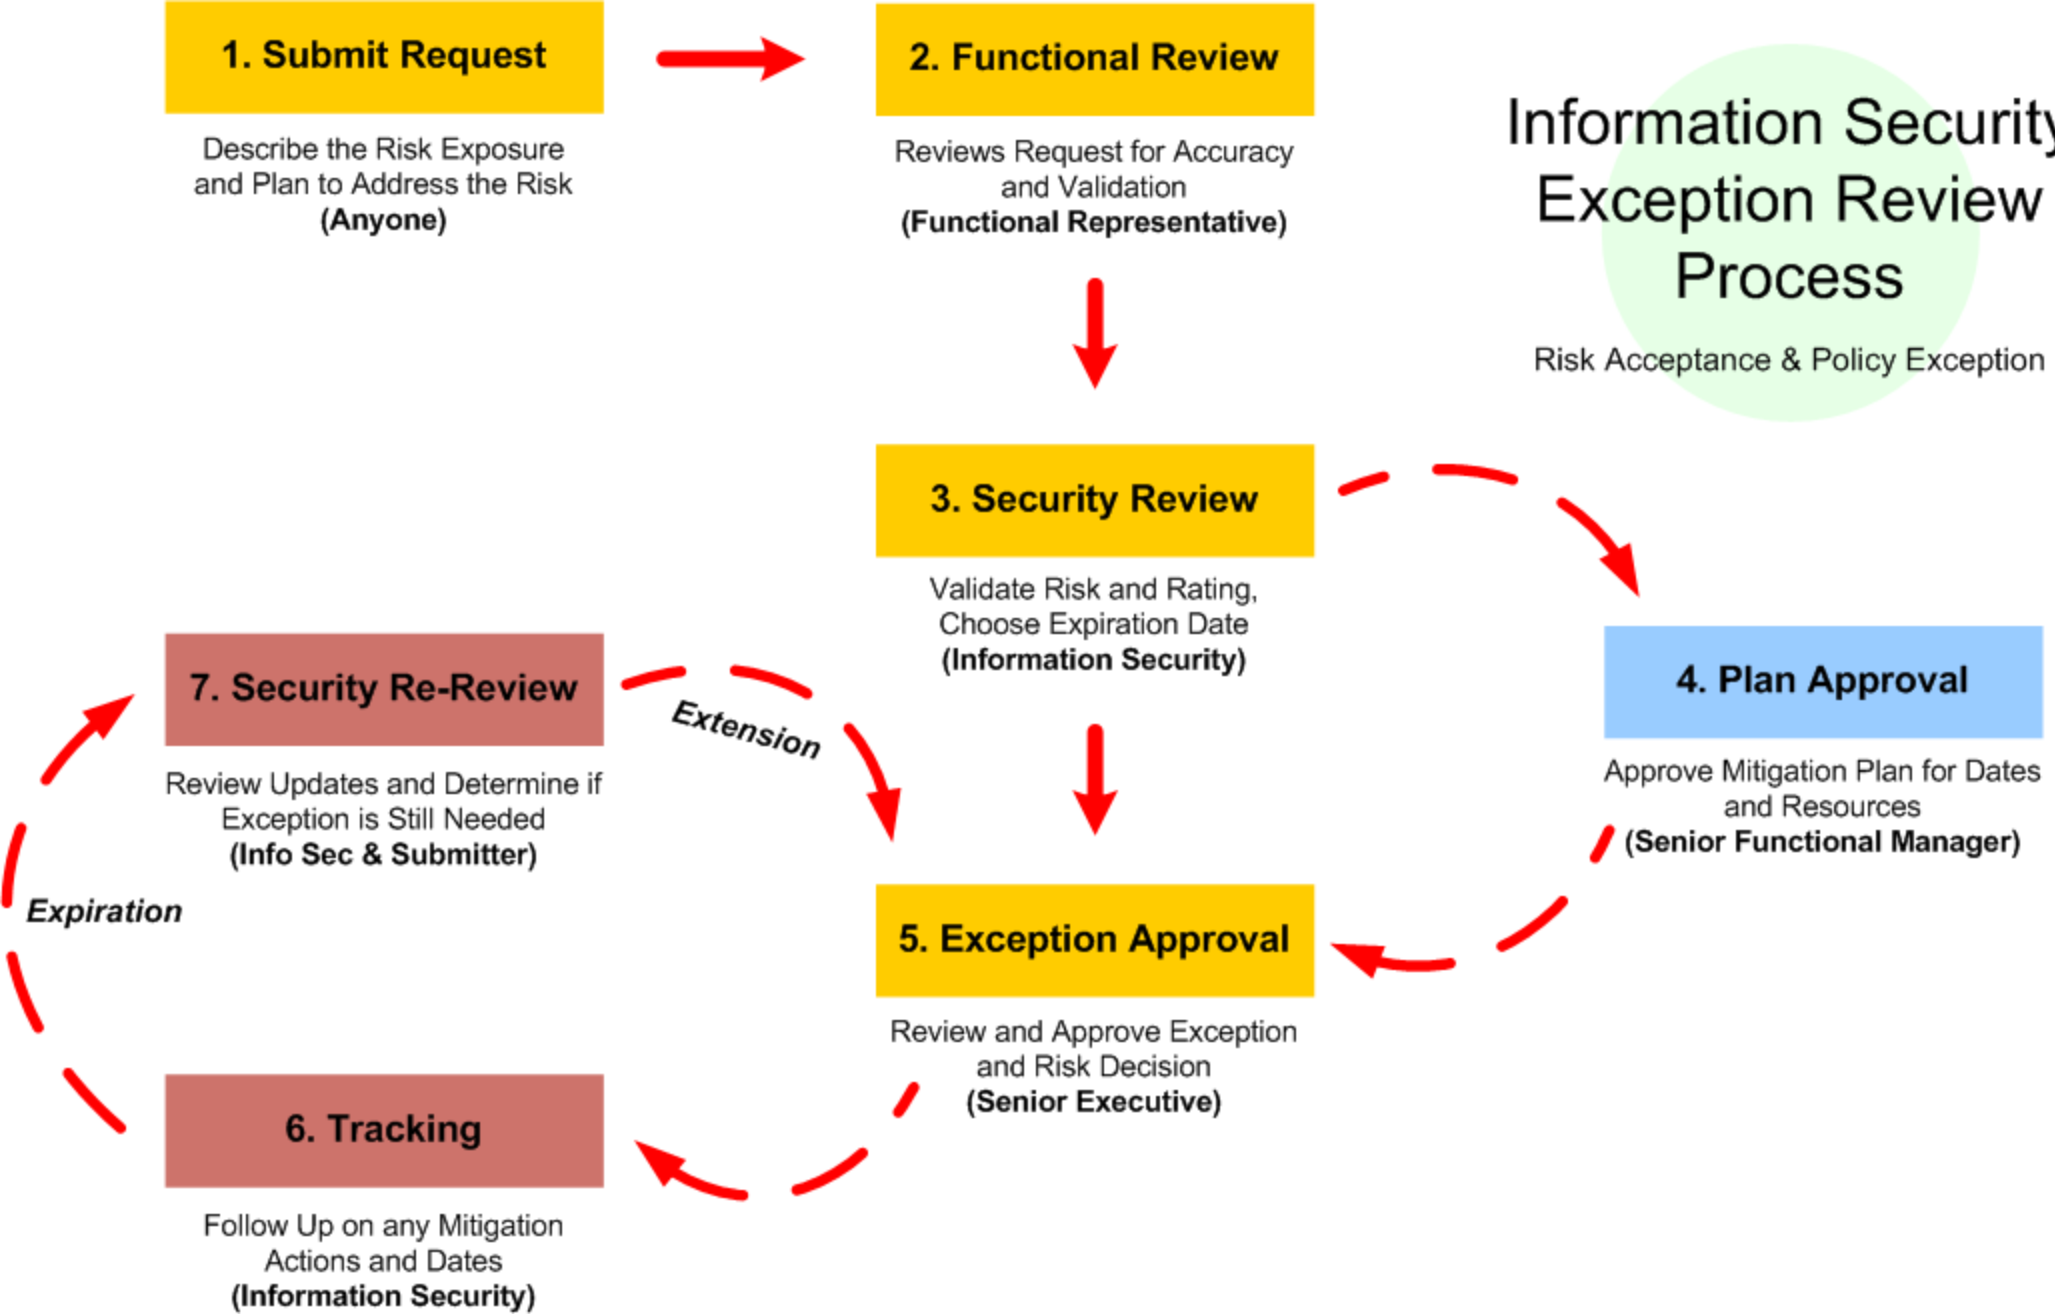 1. Submit Request
Describe the Risk Exposure
and Plan to Address the Risk
(Anyone)
2. Functional Review
Reviews Request for Accuracy
and Validation
(Functional Representative)
Information Security
Exception Review
Process
Risk Acceptance & Policy Exception
3. Security Review
Validate Risk and Rating,
Choose Expiration Date
(Information Security)
4. Plan Approval
Approve Mitigation Plan for Dates
and Resources
(Senior Functional Manager)
5. Exception Approval
Review and Approve Exception
and Risk Decision
(Senior Executive)
6. Tracking
Follow Up on any Mitigation
Actions and Dates
(Information Security)
Expiration
7. Security Re-Review
Review Updates and Determine if
Exception is Still Needed
(Info Sec & Submitter)
Extension